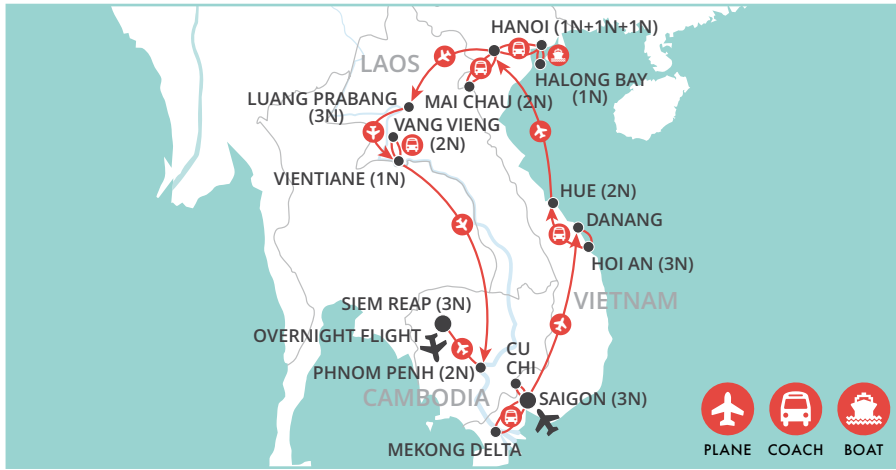 HANOI (1N+1N+1N)
LAOS
HALONG BAY
(1N)
LUANG PRABANG
(3N)
MAI CHAU (2N)
VANG VIENG
(2N)
VIENTIANE (1N)
HUE (2N)
DANANG
HOI AN (3N)
VIETNAM
SIEM REAP (3N)
OVERNIGHT FLIGHT
PHNOM PENH (2N)
CU
CHI
CAMBODIA
SAIGON (3N)
MEKONG DELTA
PLANE
COACH
BOAT